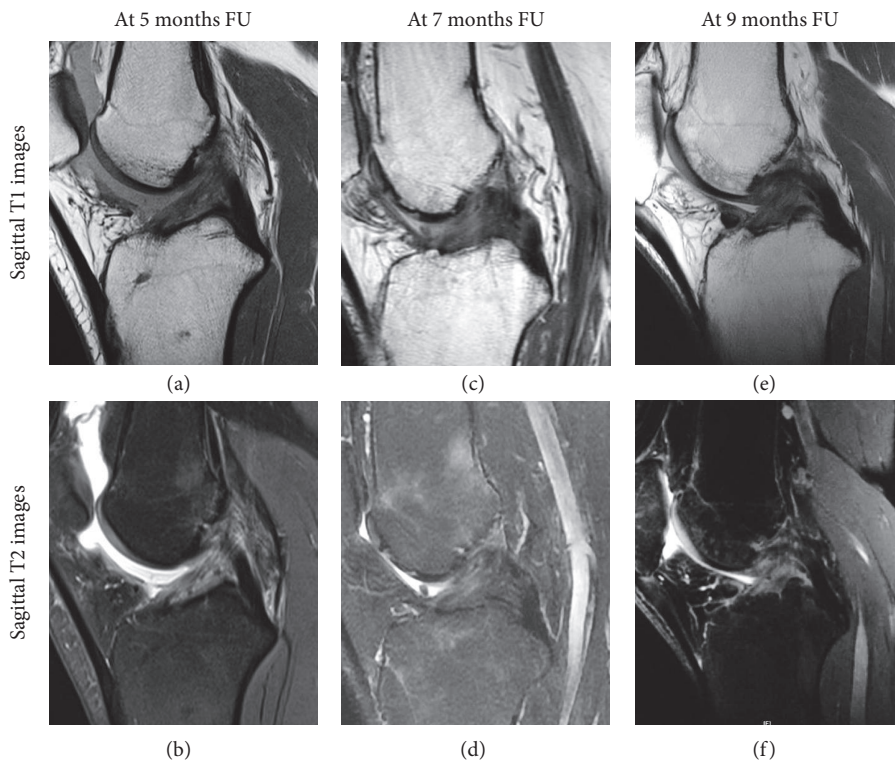 At 5 months FU
At 7 months FU
At 9 months FU
Sagittal T1 images
(a)
(c)
(e)
Sagittal T2 images
(b)
(d)
(f)